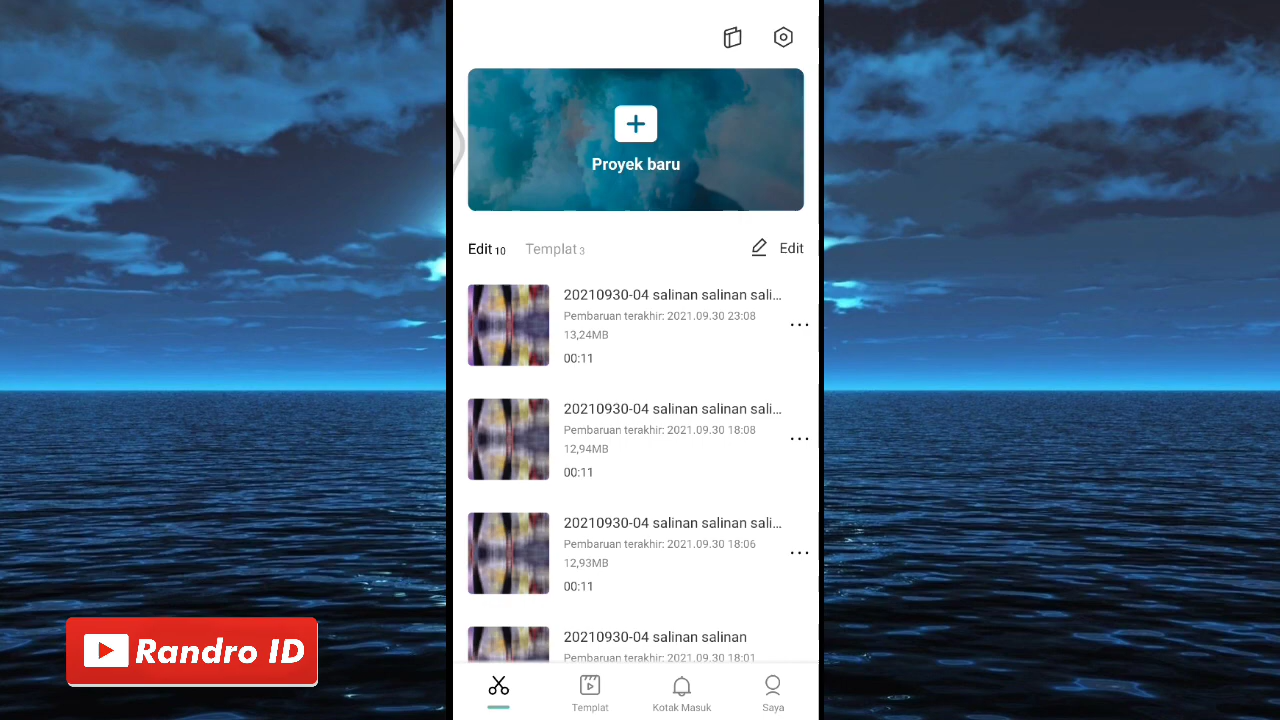 Proyek baru
Edit 10
Templat 3
Edit
20210930-04 salinan salinan sali...
Pembaruan terakhir: 2021.09.30 23:08
13,24MB
00:11
20210930-04 salinan salinan sali...
Pembaruan terakhir: 2021.09.30 18:08
12,94MB
00:11
20210930-04 salinan salinan sali...
Pembaruan terakhir: 2021.09.30 18:06
12,93MB
00:11
20210930-04 salinan salinan
Pembaruan terakhir: 2021.09.30 18:01
Randro ID
Templat
Kotak Masuk
Saya